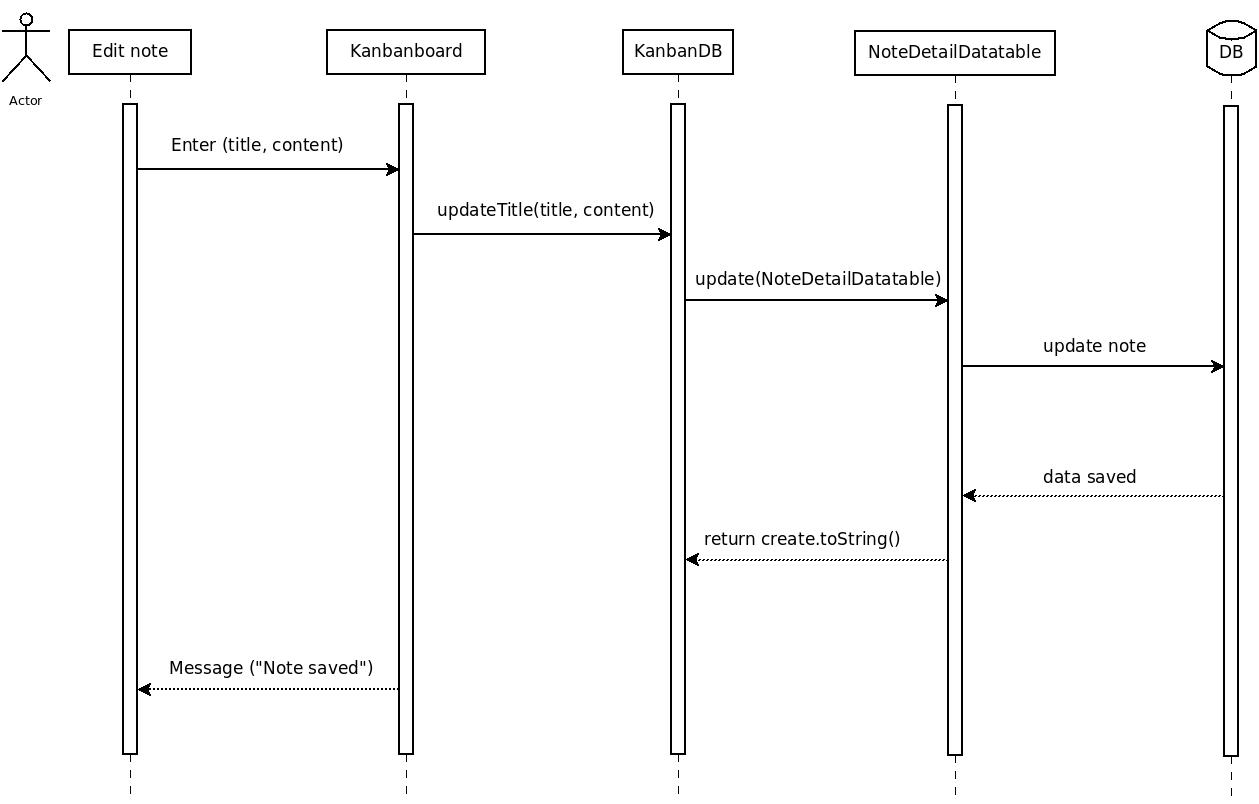 Edit note
Kanbanboard
KanbanDB
NoteDetailDatatable
DB
Actor
Enter (title, content)
updateTitle(title, content)
update(NoteDetailDatatable)
update note
data saved
return create.toString()
Message ("Note saved")